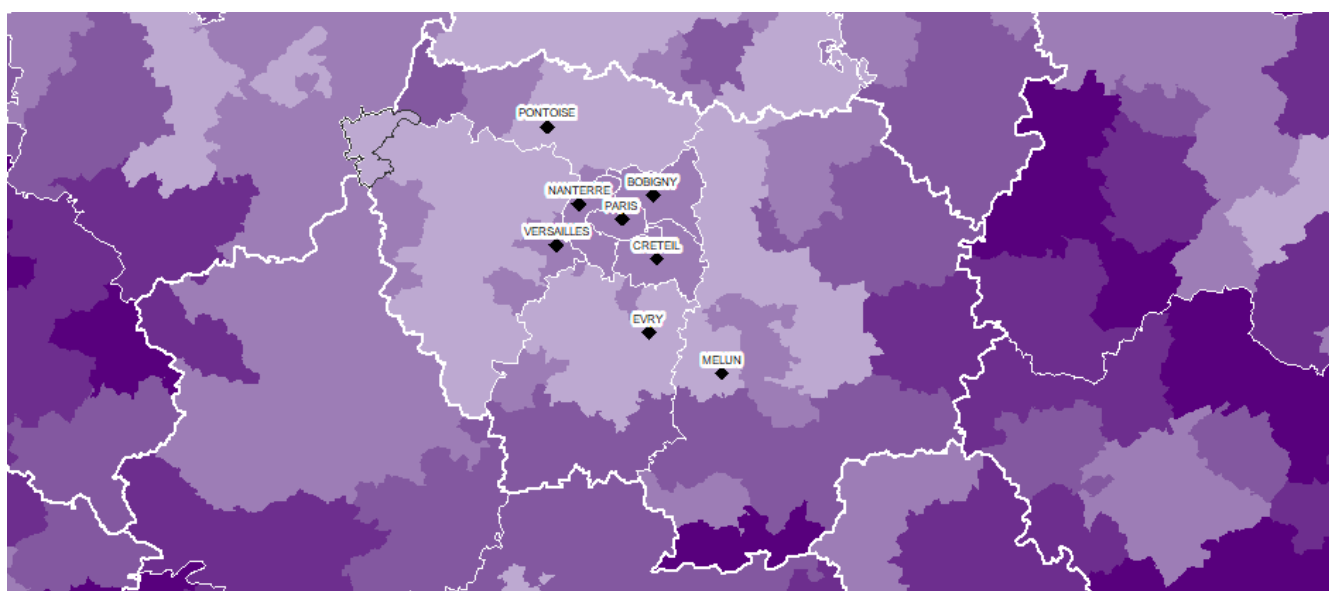 PONTOISE
BOBIGNY
NANTERRE
PARIS
VERSAILLES
CRETEIL
EVRY
MELUN